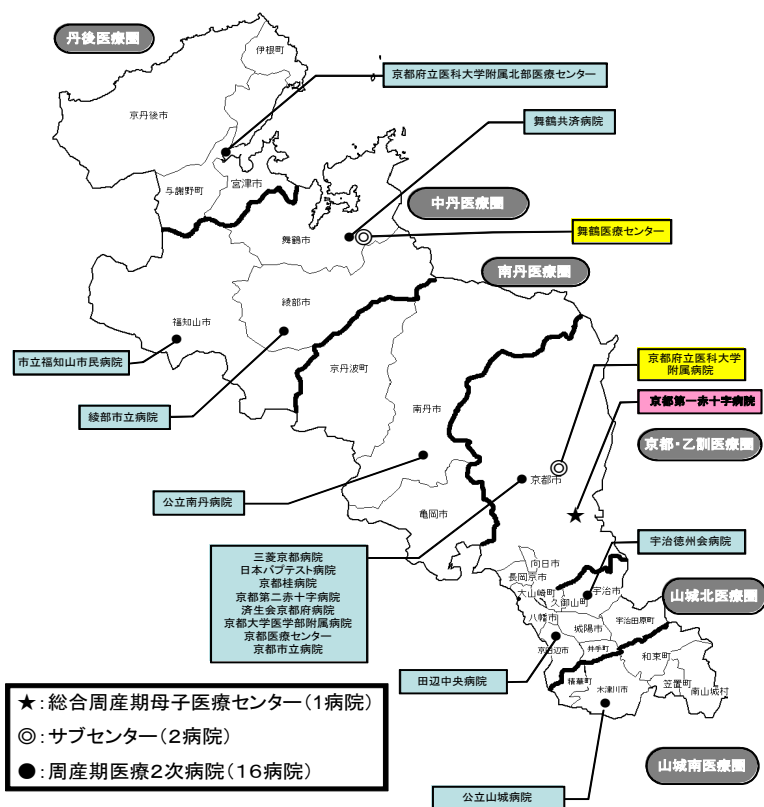 丹後医療圏
伊根町
京都府立医科大学附属北部医療センター
京丹後市
舞鶴共済病院
与謝野町
宮津市
中丹医療圏
舞鶴市
舞鶴医療センター
南丹医療圏
綾部市
福知山市
市立福知山市民病院
京丹波町
京都府立医科大学
附属病院
京都第一赤十字病院
綾部市立病院
南丹市
京都・乙訓医療圏
京都市
公立南丹病院
亀岡市
宇治徳州会病院
三菱京都病院
日本バプテスト病院
京都桂病院
京都第二赤十字病院
済生会京都府病院
京都大学医学部附属病院
京都医療センター
京都市立病院
向日市
長岡京市
大山崎町
久御山町
宇治市
山城北医療圏
八幡市
城陽市
宇治田原町
京田辺市
井手町
和束町
田辺中央病院
精華町
木津川市
笠置町
南山城村
★:総合周産期母子医療センター(1病院)
◎:サブセンター(2病院)
●:周産期医療2次病院(16病院)
山城南医療圏
公立山城病院